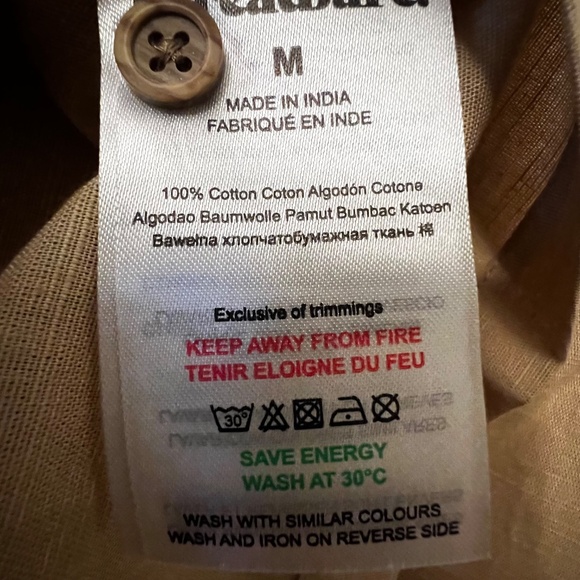 M
MADE IN INDIA
FABRIQUÉ EN INDE
100% Cotton Coton Algodón Cotone
Algodao Baumwolle Pamut Bumbac Katoen
Bawełna хлопчатобумажная ткань 棉
Exclusive of trimmings
KEEP AWAY FROM FIRE
TENIR ELOIGNE DU FEU
30°
SAVE ENERGY
WASH AT 30°C
WASH WITH SIMILAR COLOURS
WASH AND IRON ON REVERSE SIDE